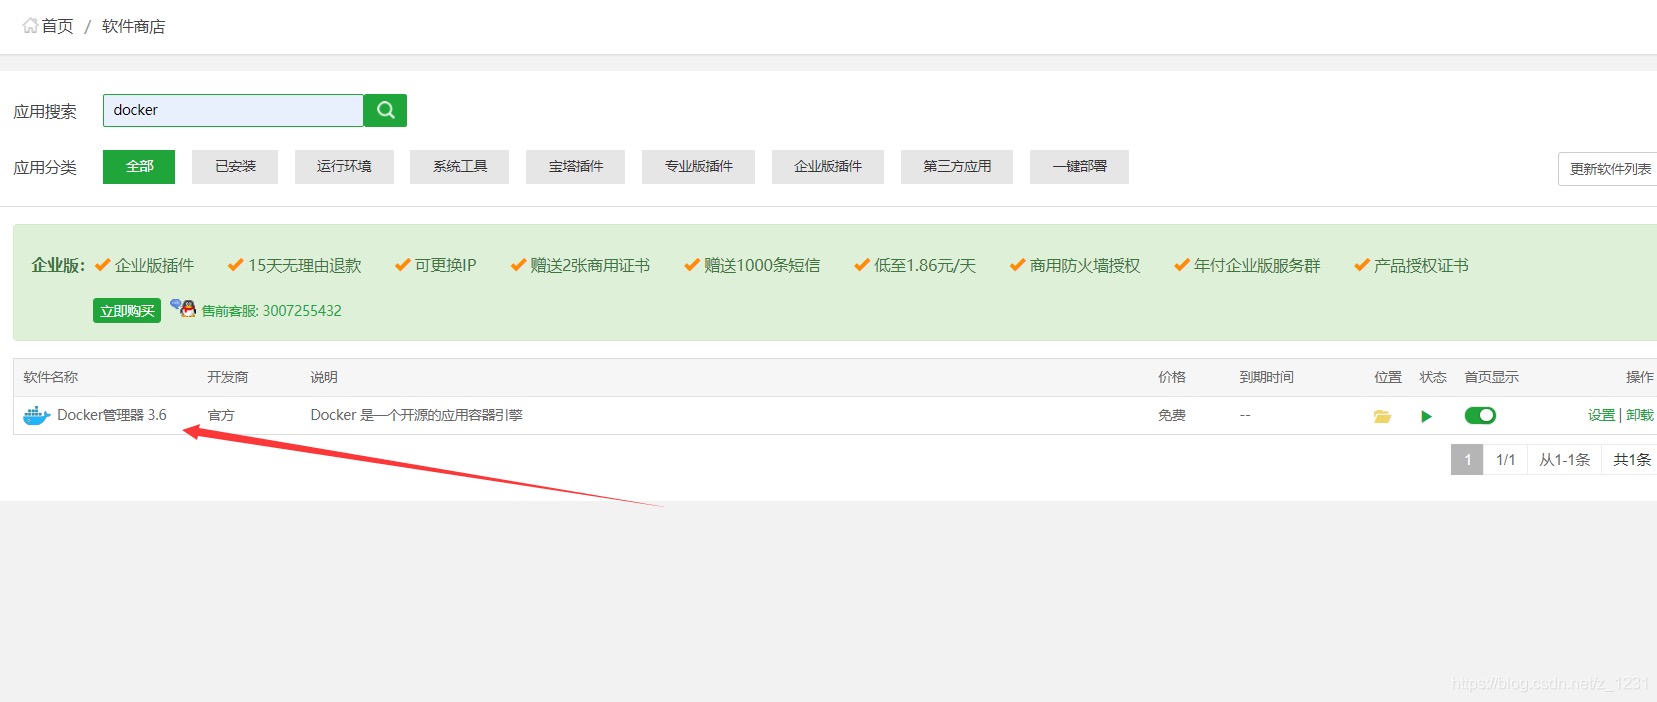 首页 / 软件商店
应用搜索 docker
应用分类 全部 已安装 运行环境 系统工具 宝塔插件 专业版插件 企业版插件 第三方应用 一键部署 更新软件列表
企业版: 企业版插件 15天无理由退款 可更换IP 赠送2张商用证书 赠送1000条短信 低至1.86元/天 商用防火墙授权 年付企业版服务群 产品授权证书
立即购买 售前客服: 3007255432
软件名称 开发商 说明 价格 到期时间 位置 状态 首页显示 操作
Docker管理器 3.6 官方 Docker 是一个开源的应用容器引擎 免费 -- 设置 | 卸载
1 1/1 从1-1条 共1条
https://blog.csdn.net/z_1231